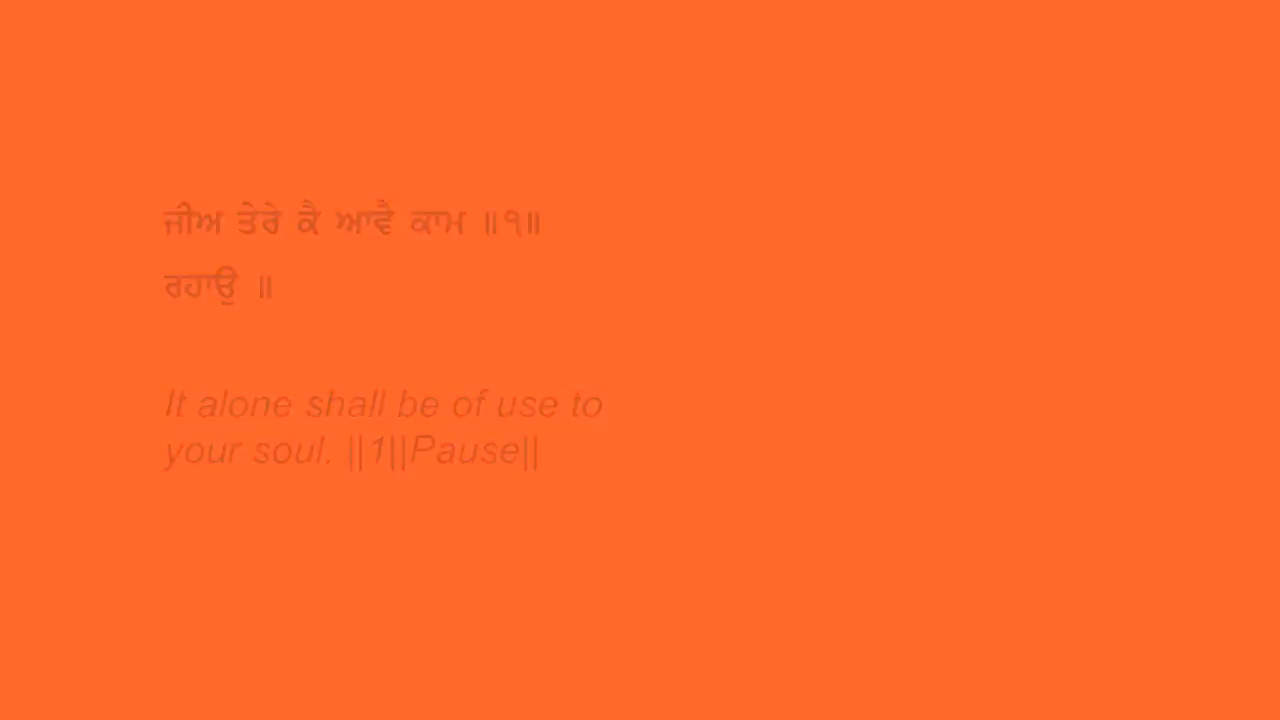 ਜੀਅ ਤੇਰੇ ਕੈ ਆਵੈ ਕਾਮ ॥੧॥
ਰਹਾਉ ॥
It alone shall be of use to
your soul. ||1||Pause||